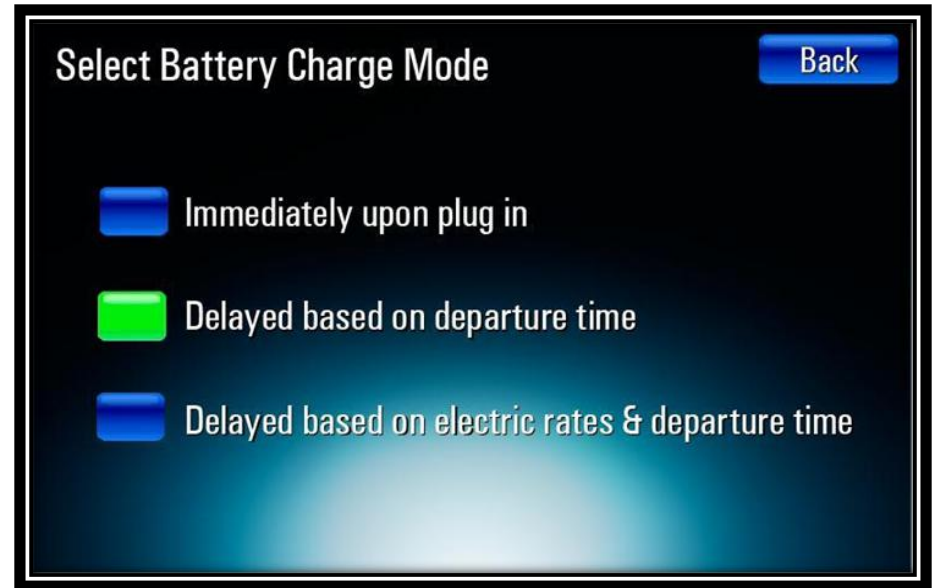 Select Battery Charge Mode
Back
Immediately upon plug in
Delayed based on departure time
Delayed based on electric rates & departure time